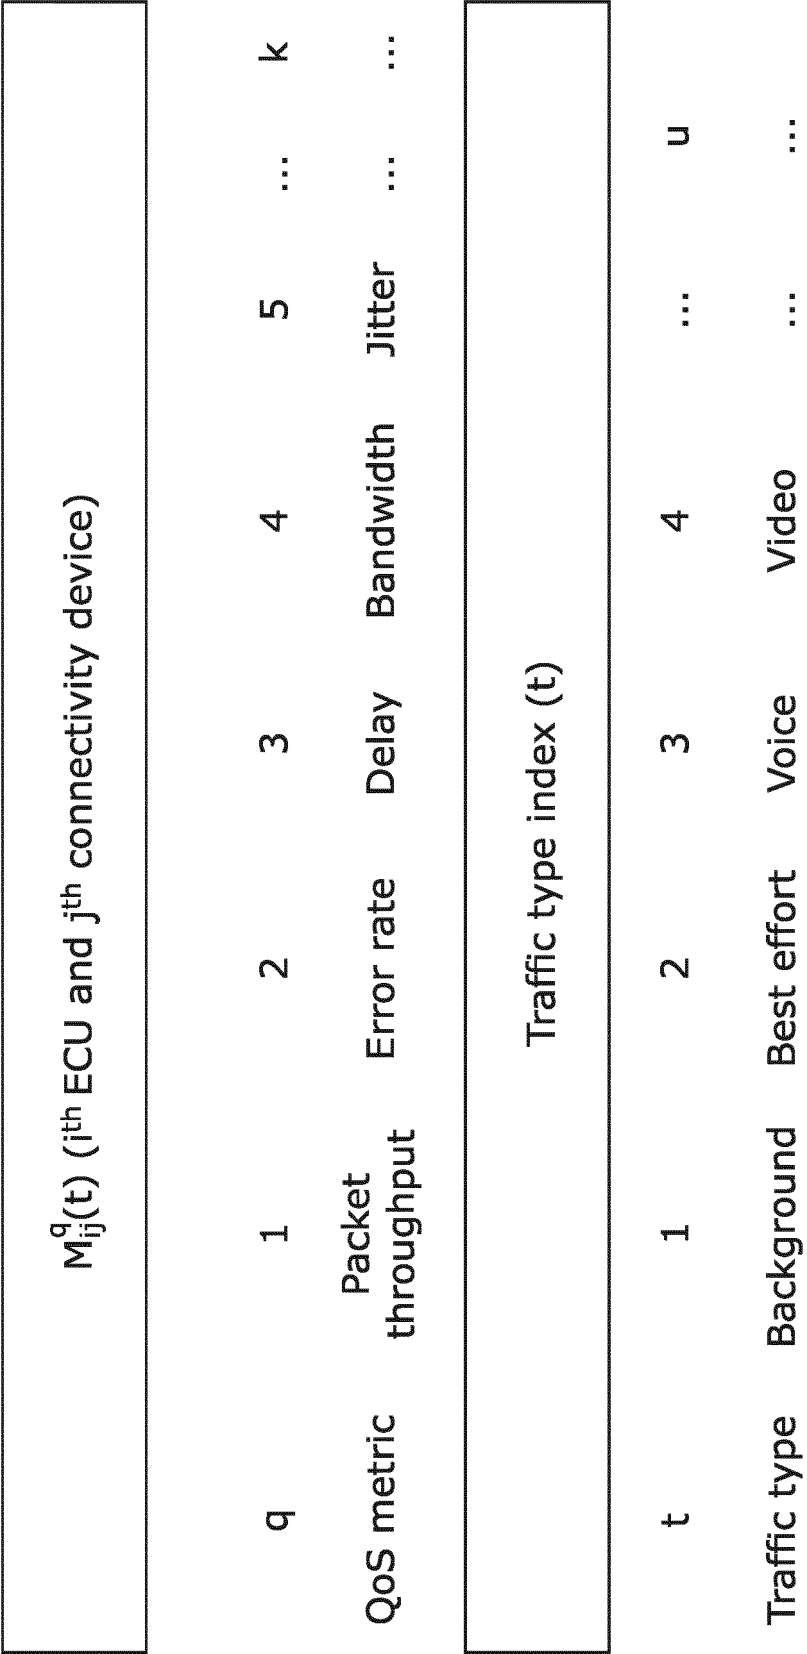 M^q_ij(t) (i^th ECU and j^th connectivity device)
q 1 2 3 4 5 ... k
QoS metric Packet throughput Error rate Delay Bandwidth Jitter ... ...
Traffic type index (t)
t 1 2 3 4 ... u
Traffic type Background Best effort Voice Video ... ...